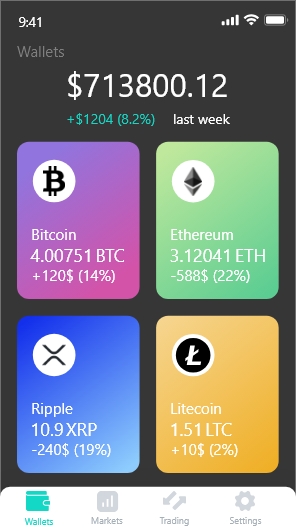 9:41
Wallets
$713800.12
+$1204 (8.2%) last week
Bitcoin
4.00751 BTC
+120$ (14%)
Ethereum
3.12041 ETH
-588$ (22%)
Ripple
10.9 XRP
-240$ (19%)
Litecoin
1.51 LTC
+10$ (2%)
Wallets
Markets
Trading
Settings